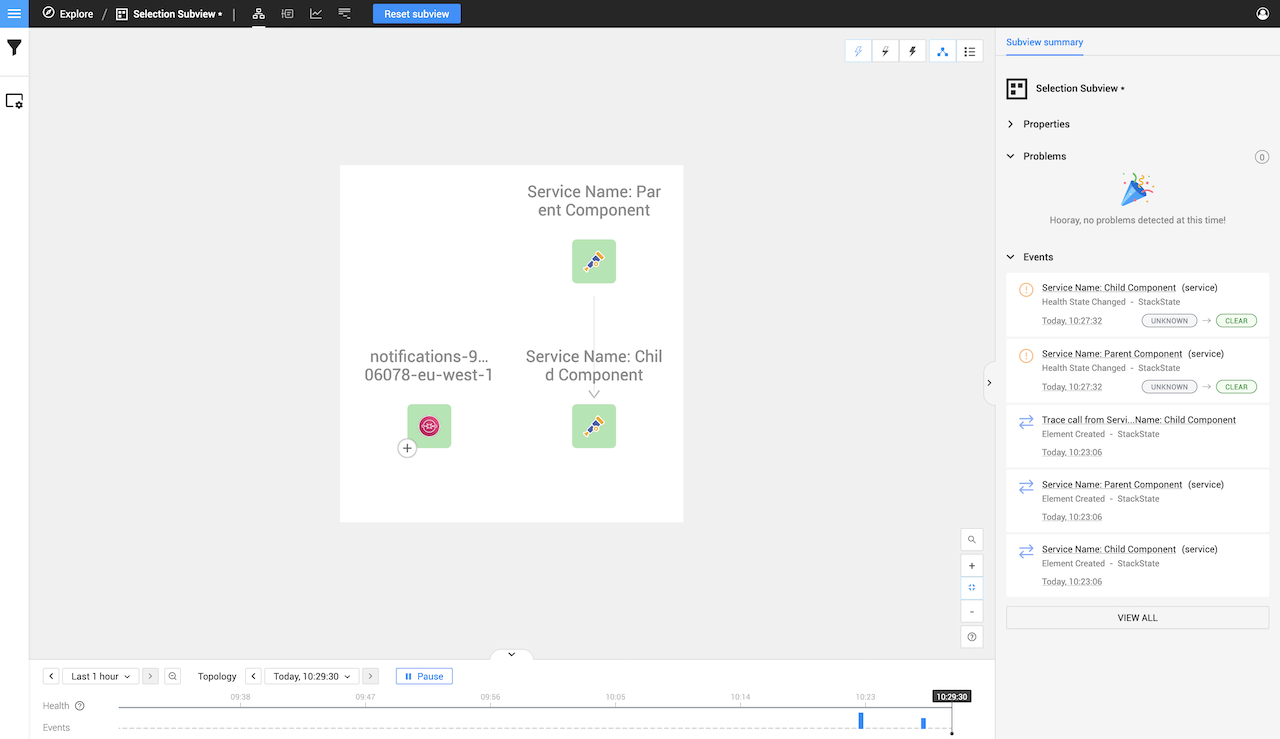 Explore / Selection Subview * | Reset subview
Service Name: Par
ent Component
notifications-9...
06078-eu-west-1
Service Name: Chil
d Component
Subview summary
Selection Subview *
Properties
Problems 0
Hooray, no problems detected at this time!
Events
Service Name: Child Component (service)
Health State Changed - StackState
Today, 10:27:32 UNKNOWN → CLEAR
Service Name: Parent Component (service)
Health State Changed - StackState
Today, 10:27:32 UNKNOWN → CLEAR
Trace call from Servi...Name: Child Component
Element Created - StackState
Today, 10:23:06
Service Name: Parent Component (service)
Element Created - StackState
Today, 10:23:06
Service Name: Child Component (service)
Element Created - StackState
Today, 10:23:06
VIEW ALL
Last 1 hour Topology Today, 10:29:30 Pause
09:38 09:47 09:56 10:05 10:14 10:23 10:29:30
Health
Events